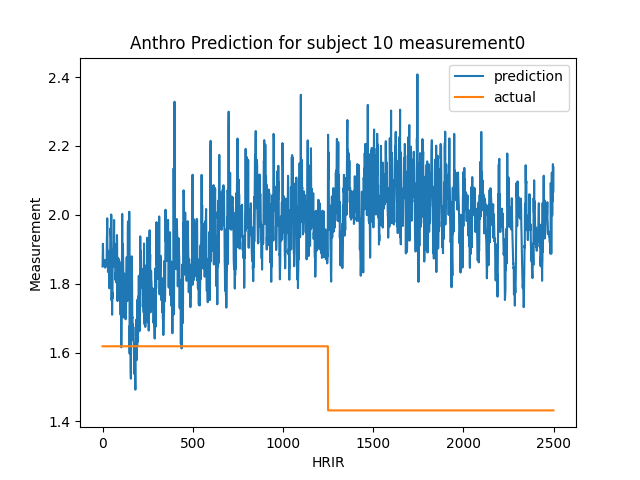 Anthro Prediction for subject 10 measurement0
prediction
actual
2.4
2.2
2.0
1.8
1.6
1.4
Measurement
0
500
1000
1500
2000
2500
HRIR